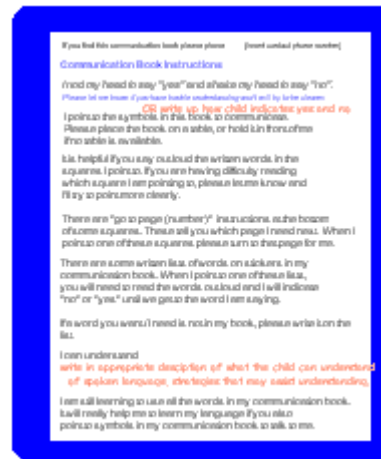 If you find this communication book please phone [insert contact phone number]
Communication Book Instructions
I nod my head to say "yes" and shake my head to say "no".
Please let me know if you have trouble understanding and I will try to be clearer.
OR write up how child indicates yes and no
I point to the symbols in this book to communicate.
Please place the book on a table, or hold it in front of me
if no table is available.
It is helpful if you say out loud the written words in the
squares I point to. If you are having difficulty reading
which square I am pointing to, please let me know and
I'll try to point more clearly.
There are "go to page (number)" instructions at the bottom
of some squares. These tell you which page I need next. When I
point to one of these squares please turn to that page for me.
There are some written lists of words on stickers in my
communication book. When I point to one of these lists,
you will need to read the words out loud and I will indicate
"no" or "yes" until we get to the word I am saying.
If a word you want/I need is not in my book, please write it on the
list.
I can understand
write in appropriate description of what the child can understand
of spoken language, strategies that may assist understanding.
I am still learning to use all the words in my communication book.
It will really help me to learn my language if you also
point to symbols in my communication book to talk to me.